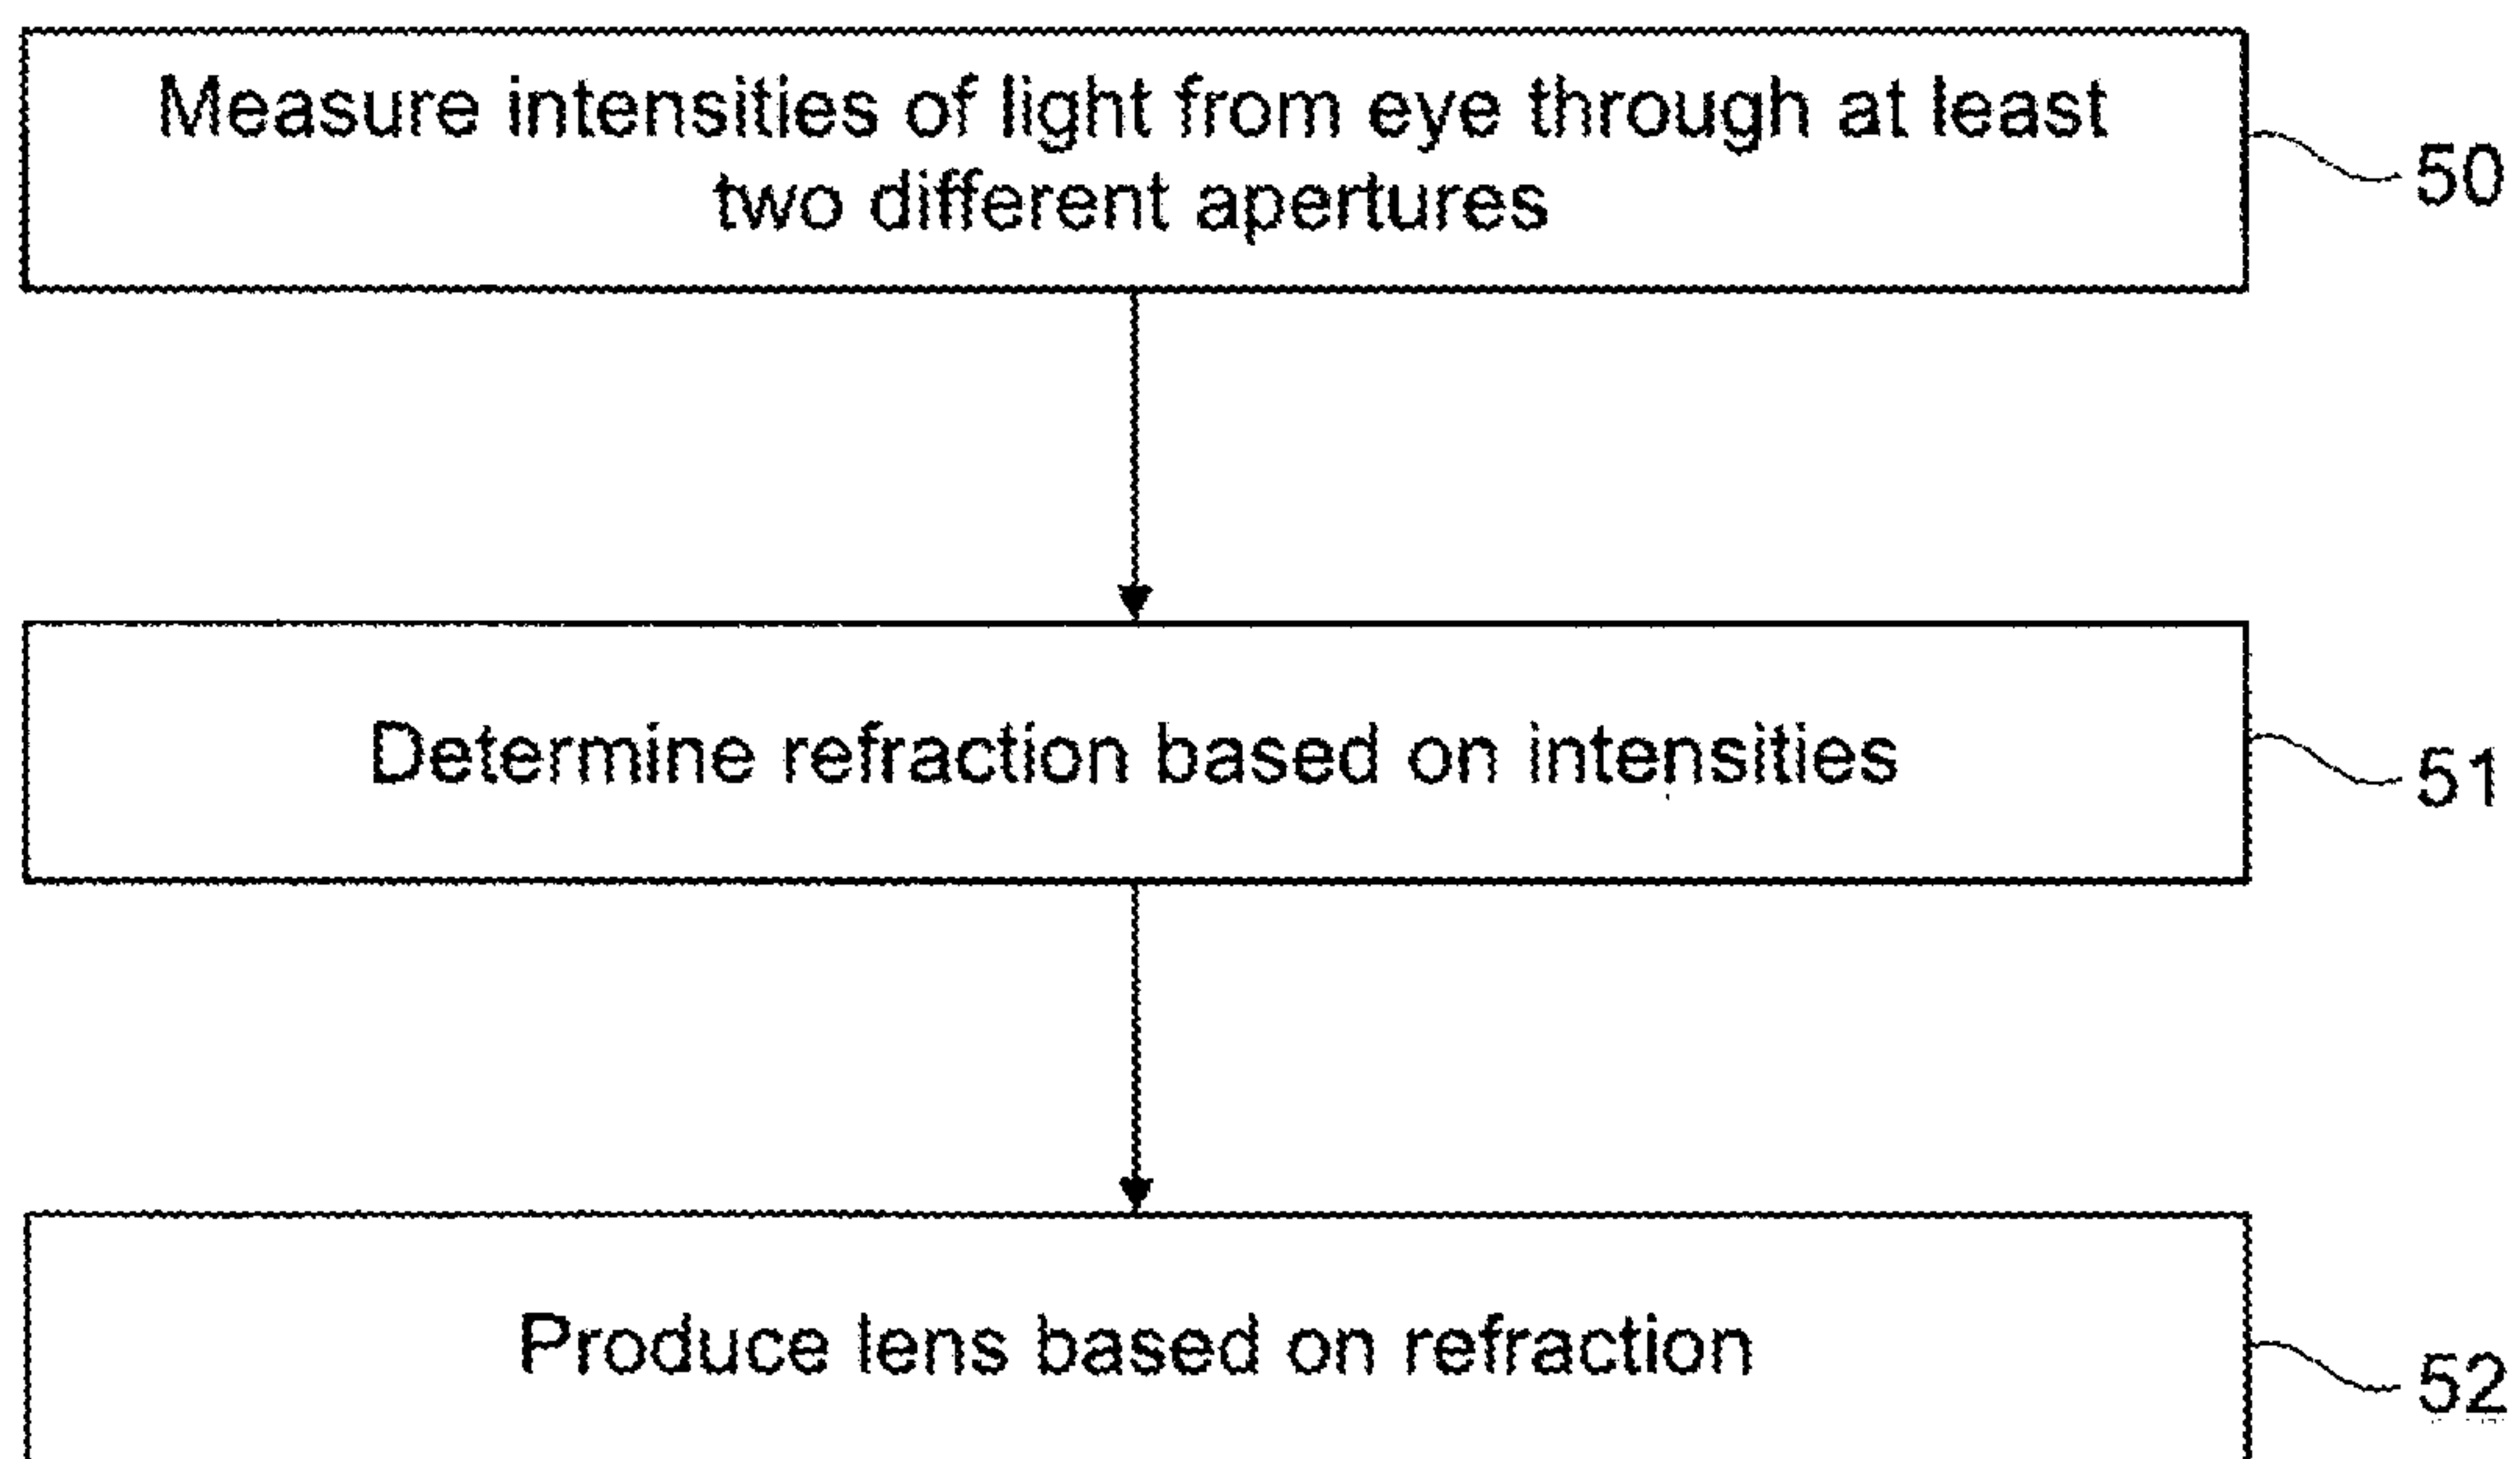 Measure intensities of light from eye through at least
two different apertures
50
Determine refraction based on intensities
51
Produce lens based on refraction
52